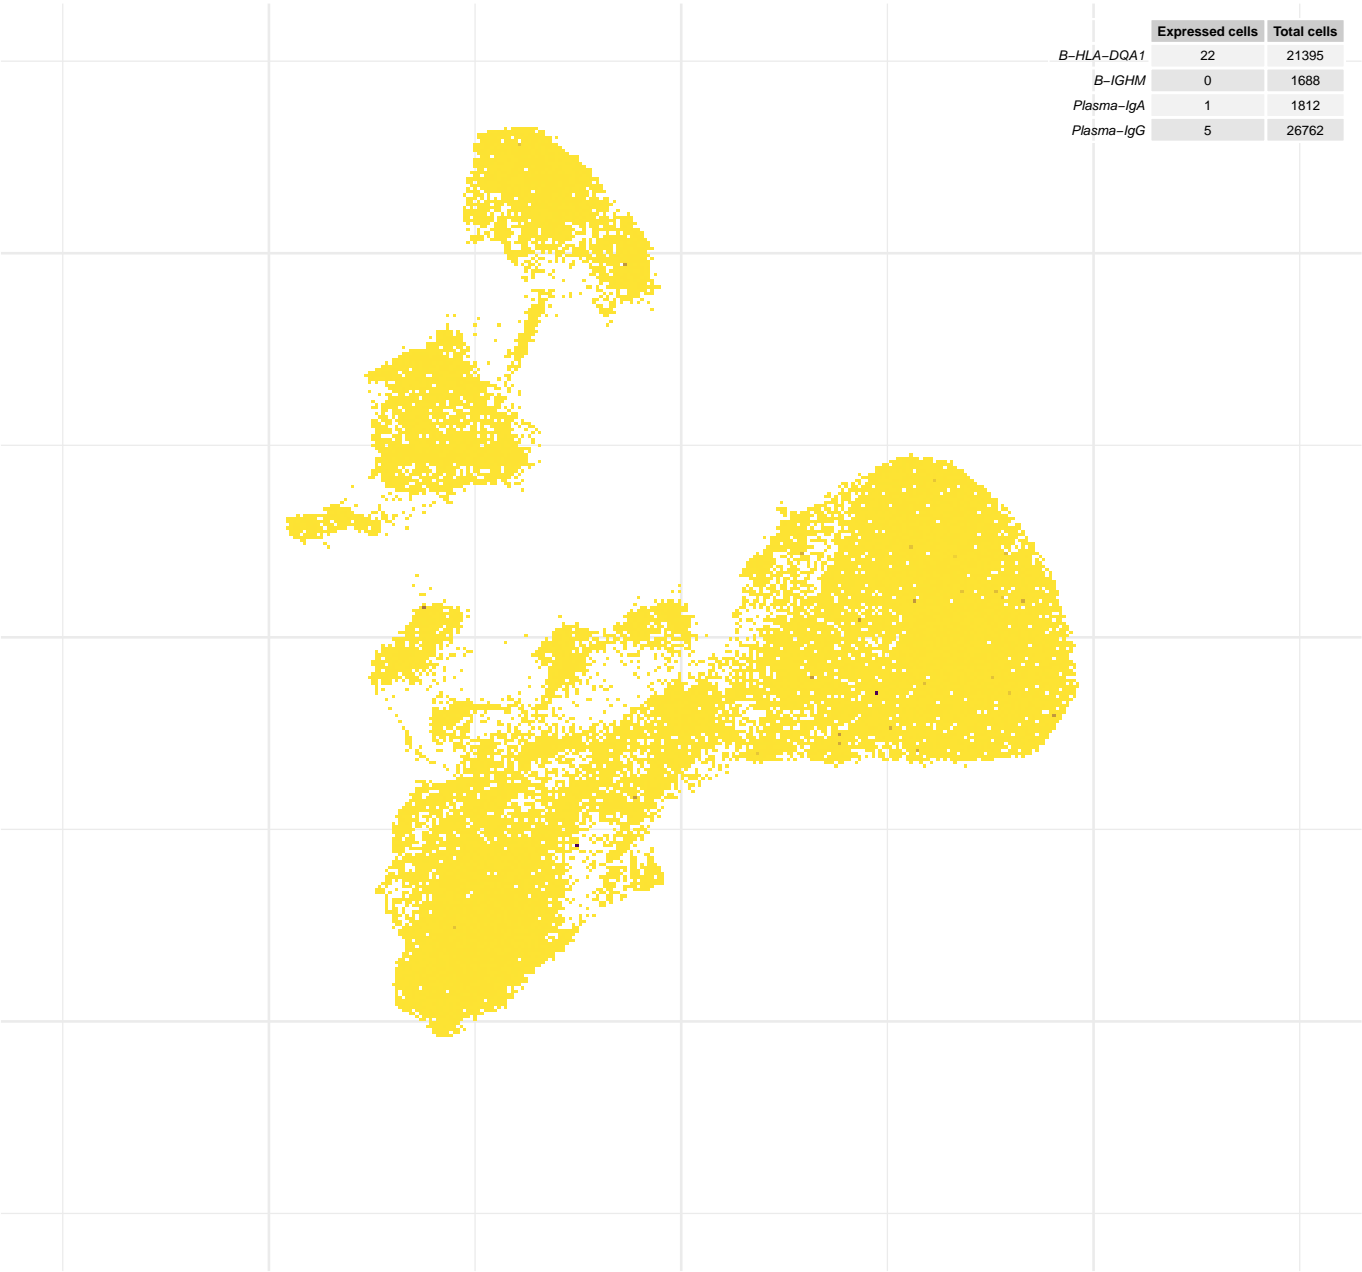 Expressed cells Total cells
B−HLA−DQA1 22 21395
B−IGHM 0 1688
Plasma−IgA 1 1812
Plasma−IgG 5 26762